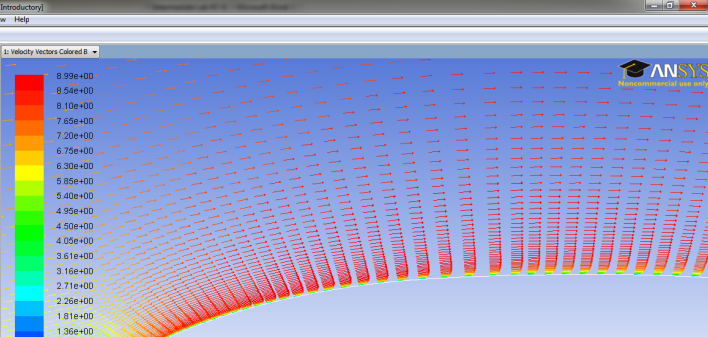 Introductory]
w Help
1: Velocity Vectors Colored B
ANSYS
Noncommercial use only
8.99e+00
8.54e+00
8.10e+00
7.65e+00
7.20e+00
6.75e+00
6.30e+00
5.85e+00
5.40e+00
4.95e+00
4.50e+00
4.05e+00
3.61e+00
3.16e+00
2.71e+00
2.26e+00
1.81e+00
1.36e+00